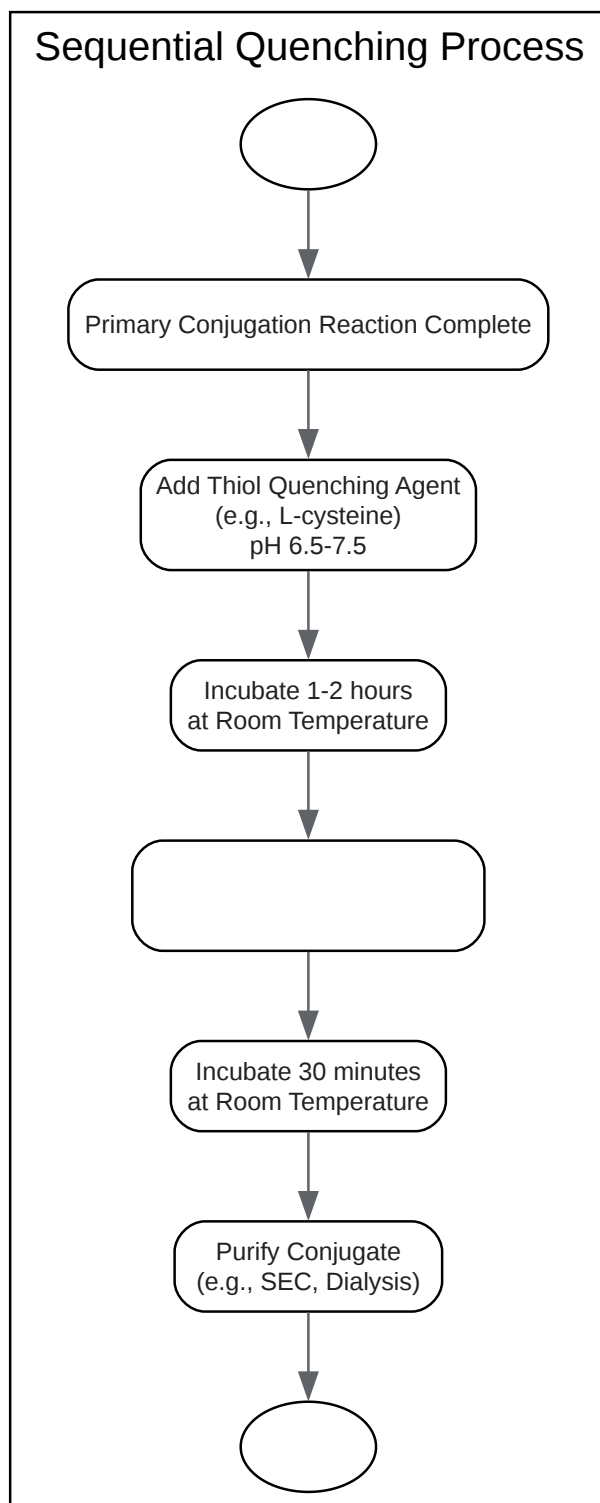 Sequential Quenching Process
Primary Conjugation Reaction Complete
Add Thiol Quenching Agent
(e.g., L-cysteine)
pH 6.5-7.5
Incubate 1-2 hours
at Room Temperature
Incubate 30 minutes
at Room Temperature
Purify Conjugate
(e.g., SEC, Dialysis)